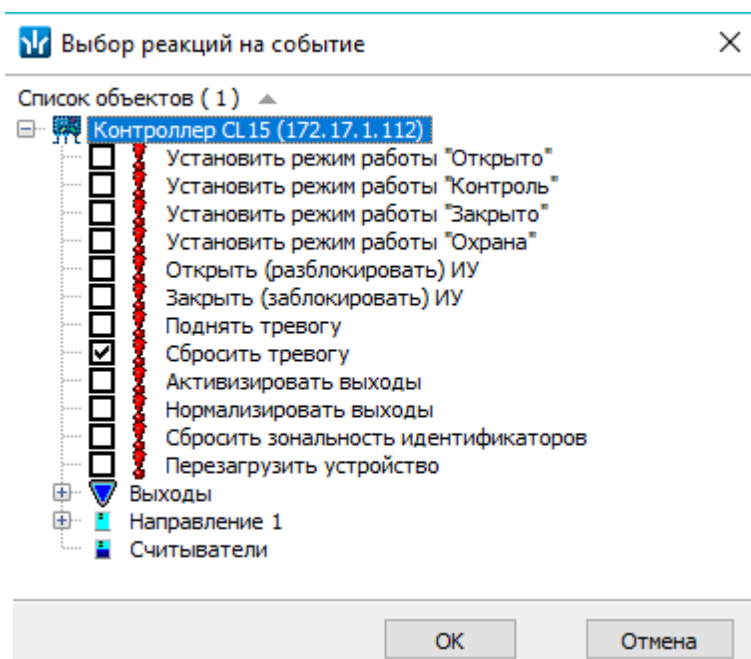 Выбор реакций на событие
Список объектов ( 1 )
Контроллер CL15 (172.17.1.112)
Установить режим работы "Открыто"
Установить режим работы "Контроль"
Установить режим работы "Закрыто"
Установить режим работы "Охрана"
Открыть (разблокировать) ИУ
Закрыть (заблокировать) ИУ
Поднять тревогу
Сбросить тревогу
Активизировать выходы
Нормализировать выходы
Сбросить зональность идентификаторов
Перезагрузить устройство
Выходы
Направление 1
Считыватели
OK Отмена